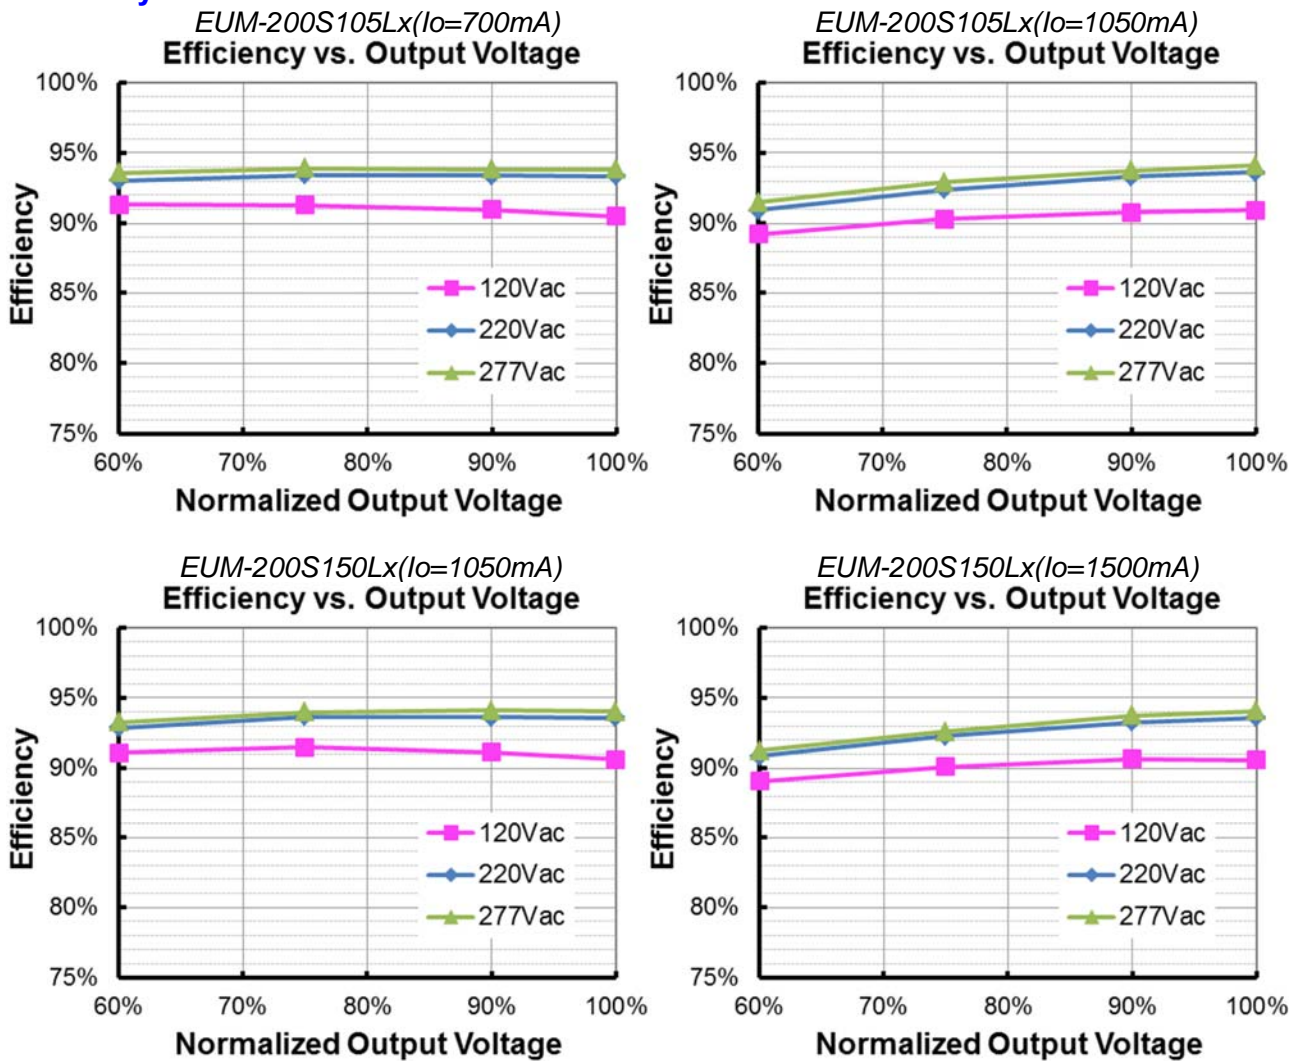 EUM-200S105Lx(Io=700mA)
Efficiency vs. Output Voltage
100%
95%
90%
85%
80%
75%
Efficiency
120Vac
220Vac
277Vac
60% 70% 80% 90% 100%
Normalized Output Voltage
EUM-200S105Lx(Io=1050mA)
Efficiency vs. Output Voltage
100%
95%
90%
85%
80%
75%
Efficiency
120Vac
220Vac
277Vac
60% 70% 80% 90% 100%
Normalized Output Voltage
EUM-200S150Lx(Io=1050mA)
Efficiency vs. Output Voltage
100%
95%
90%
85%
80%
75%
Efficiency
120Vac
220Vac
277Vac
60% 70% 80% 90% 100%
Normalized Output Voltage
EUM-200S150Lx(Io=1500mA)
Efficiency vs. Output Voltage
100%
95%
90%
85%
80%
75%
Efficiency
120Vac
220Vac
277Vac
60% 70% 80% 90% 100%
Normalized Output Voltage